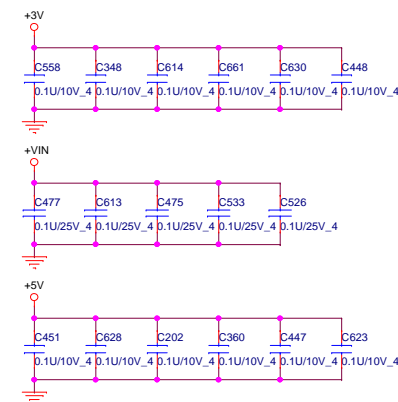 +3V
C558 C348 C614 C661 C630 C448
0.1U/10V_4 0.1U/10V_4 0.1U/10V_4 0.1U/10V_4 0.1U/10V_4 0.1U/10V_4
+VIN
C477 C613 C475 C533 C526
0.1U/25V_4 0.1U/25V_4 0.1U/25V_4 0.1U/25V_4 0.1U/25V_4
+5V
C451 C628 C202 C360 C447 C623
0.1U/10V_4 0.1U/10V_4 0.1U/10V_4 0.1U/10V_4 0.1U/10V_4 0.1U/10V_4